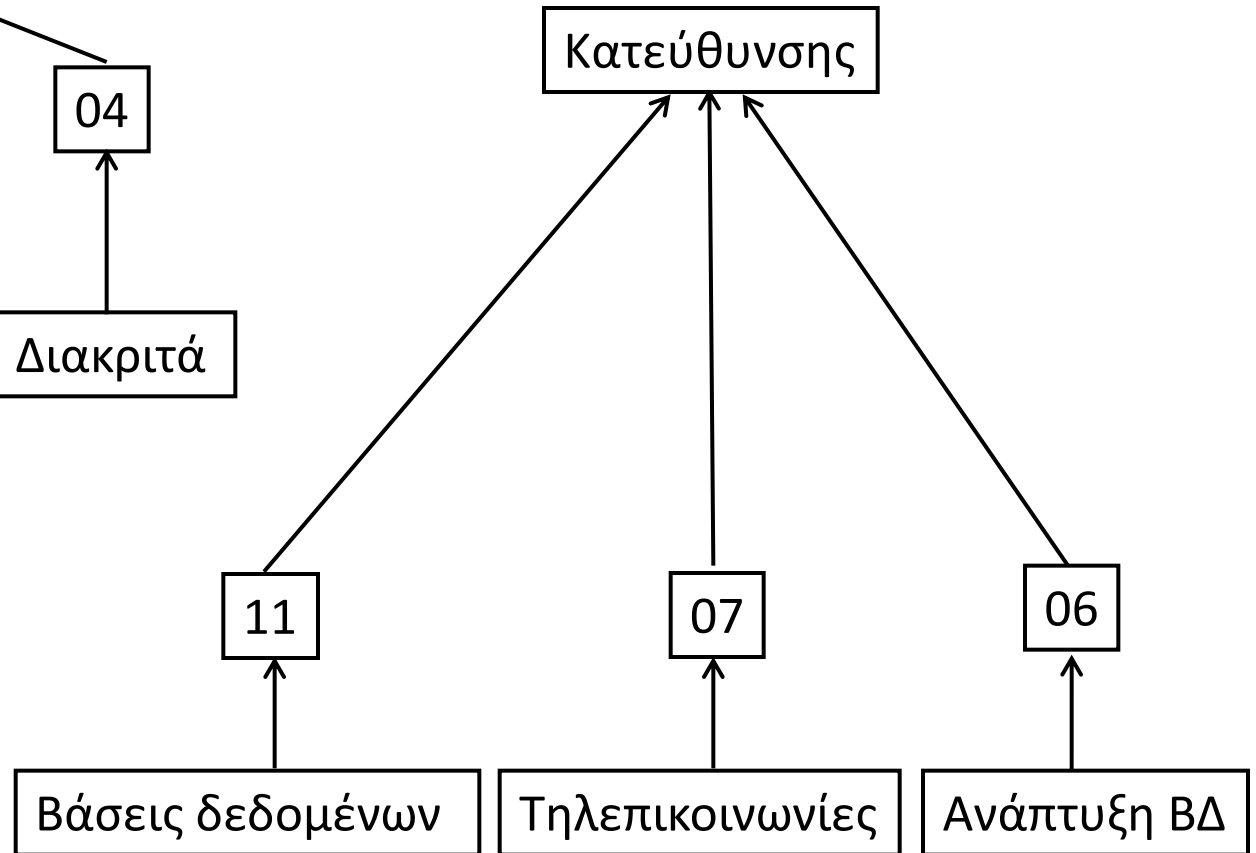 Κατεύθυνσης
04
Διακριτά
11
07
06
Βάσεις δεδομένων
Τηλεπικοινωνίες
Ανάπτυξη ΒΔ